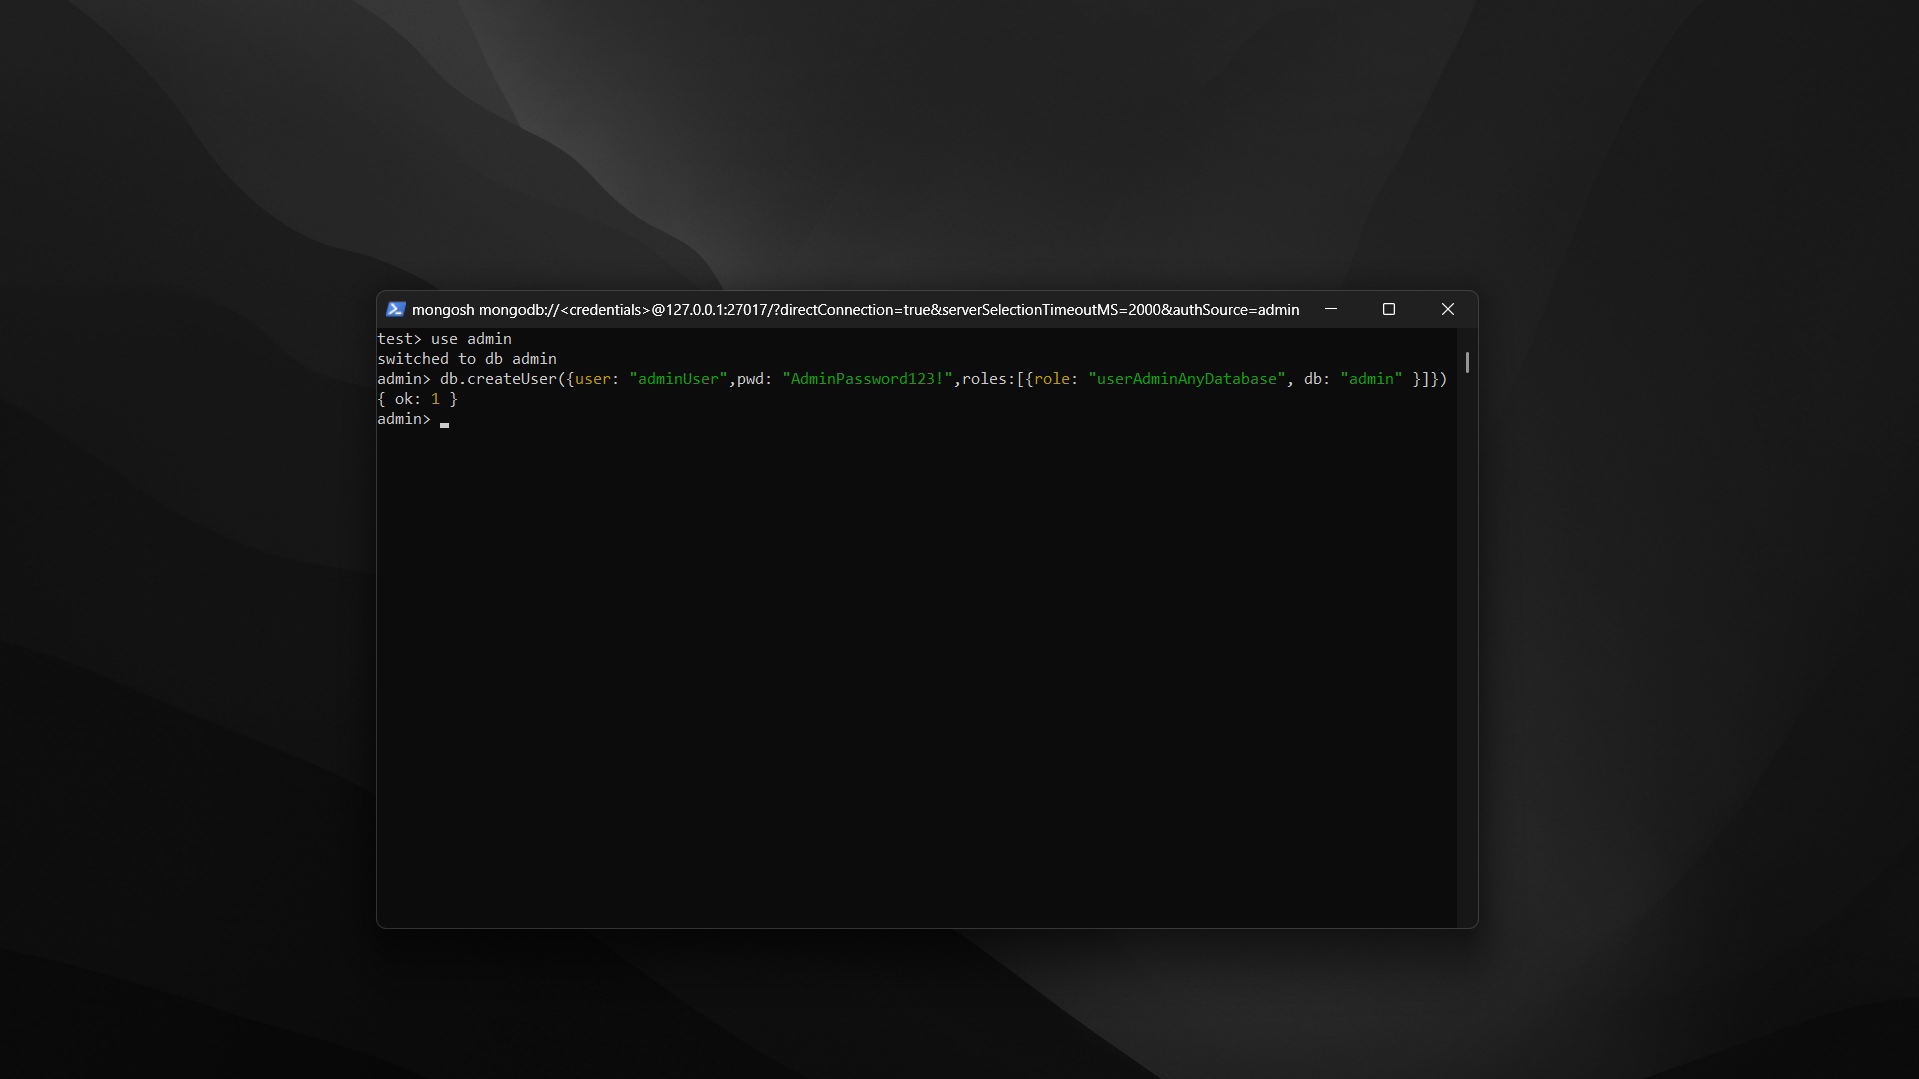 mongosh mongodb://<credentials>@127.0.0.1:27017/?directConnection=true&serverSelectionTimeoutMS=2000&authSource=admin
test> use admin
switched to db admin
admin> db.createUser({user: "adminUser",pwd: "AdminPassword123!",roles:[{role: "userAdminAnyDatabase", db: "admin" }]})
{ ok: 1 }
admin>